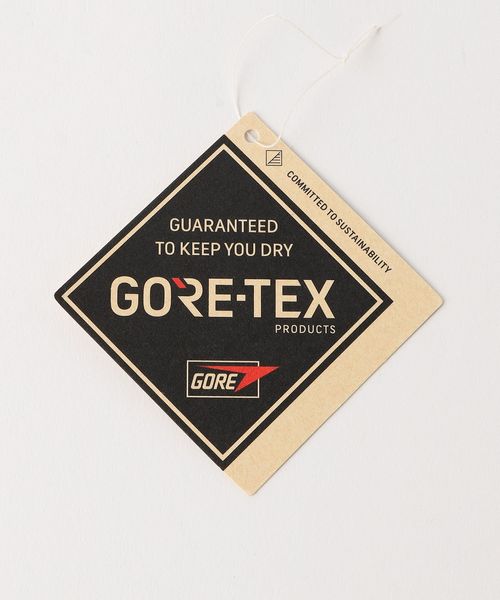 COMMITTED TO SUSTAINABILITY
GUARANTEED
TO KEEP YOU DRY
GORE-TEX
PRODUCTS
GORE